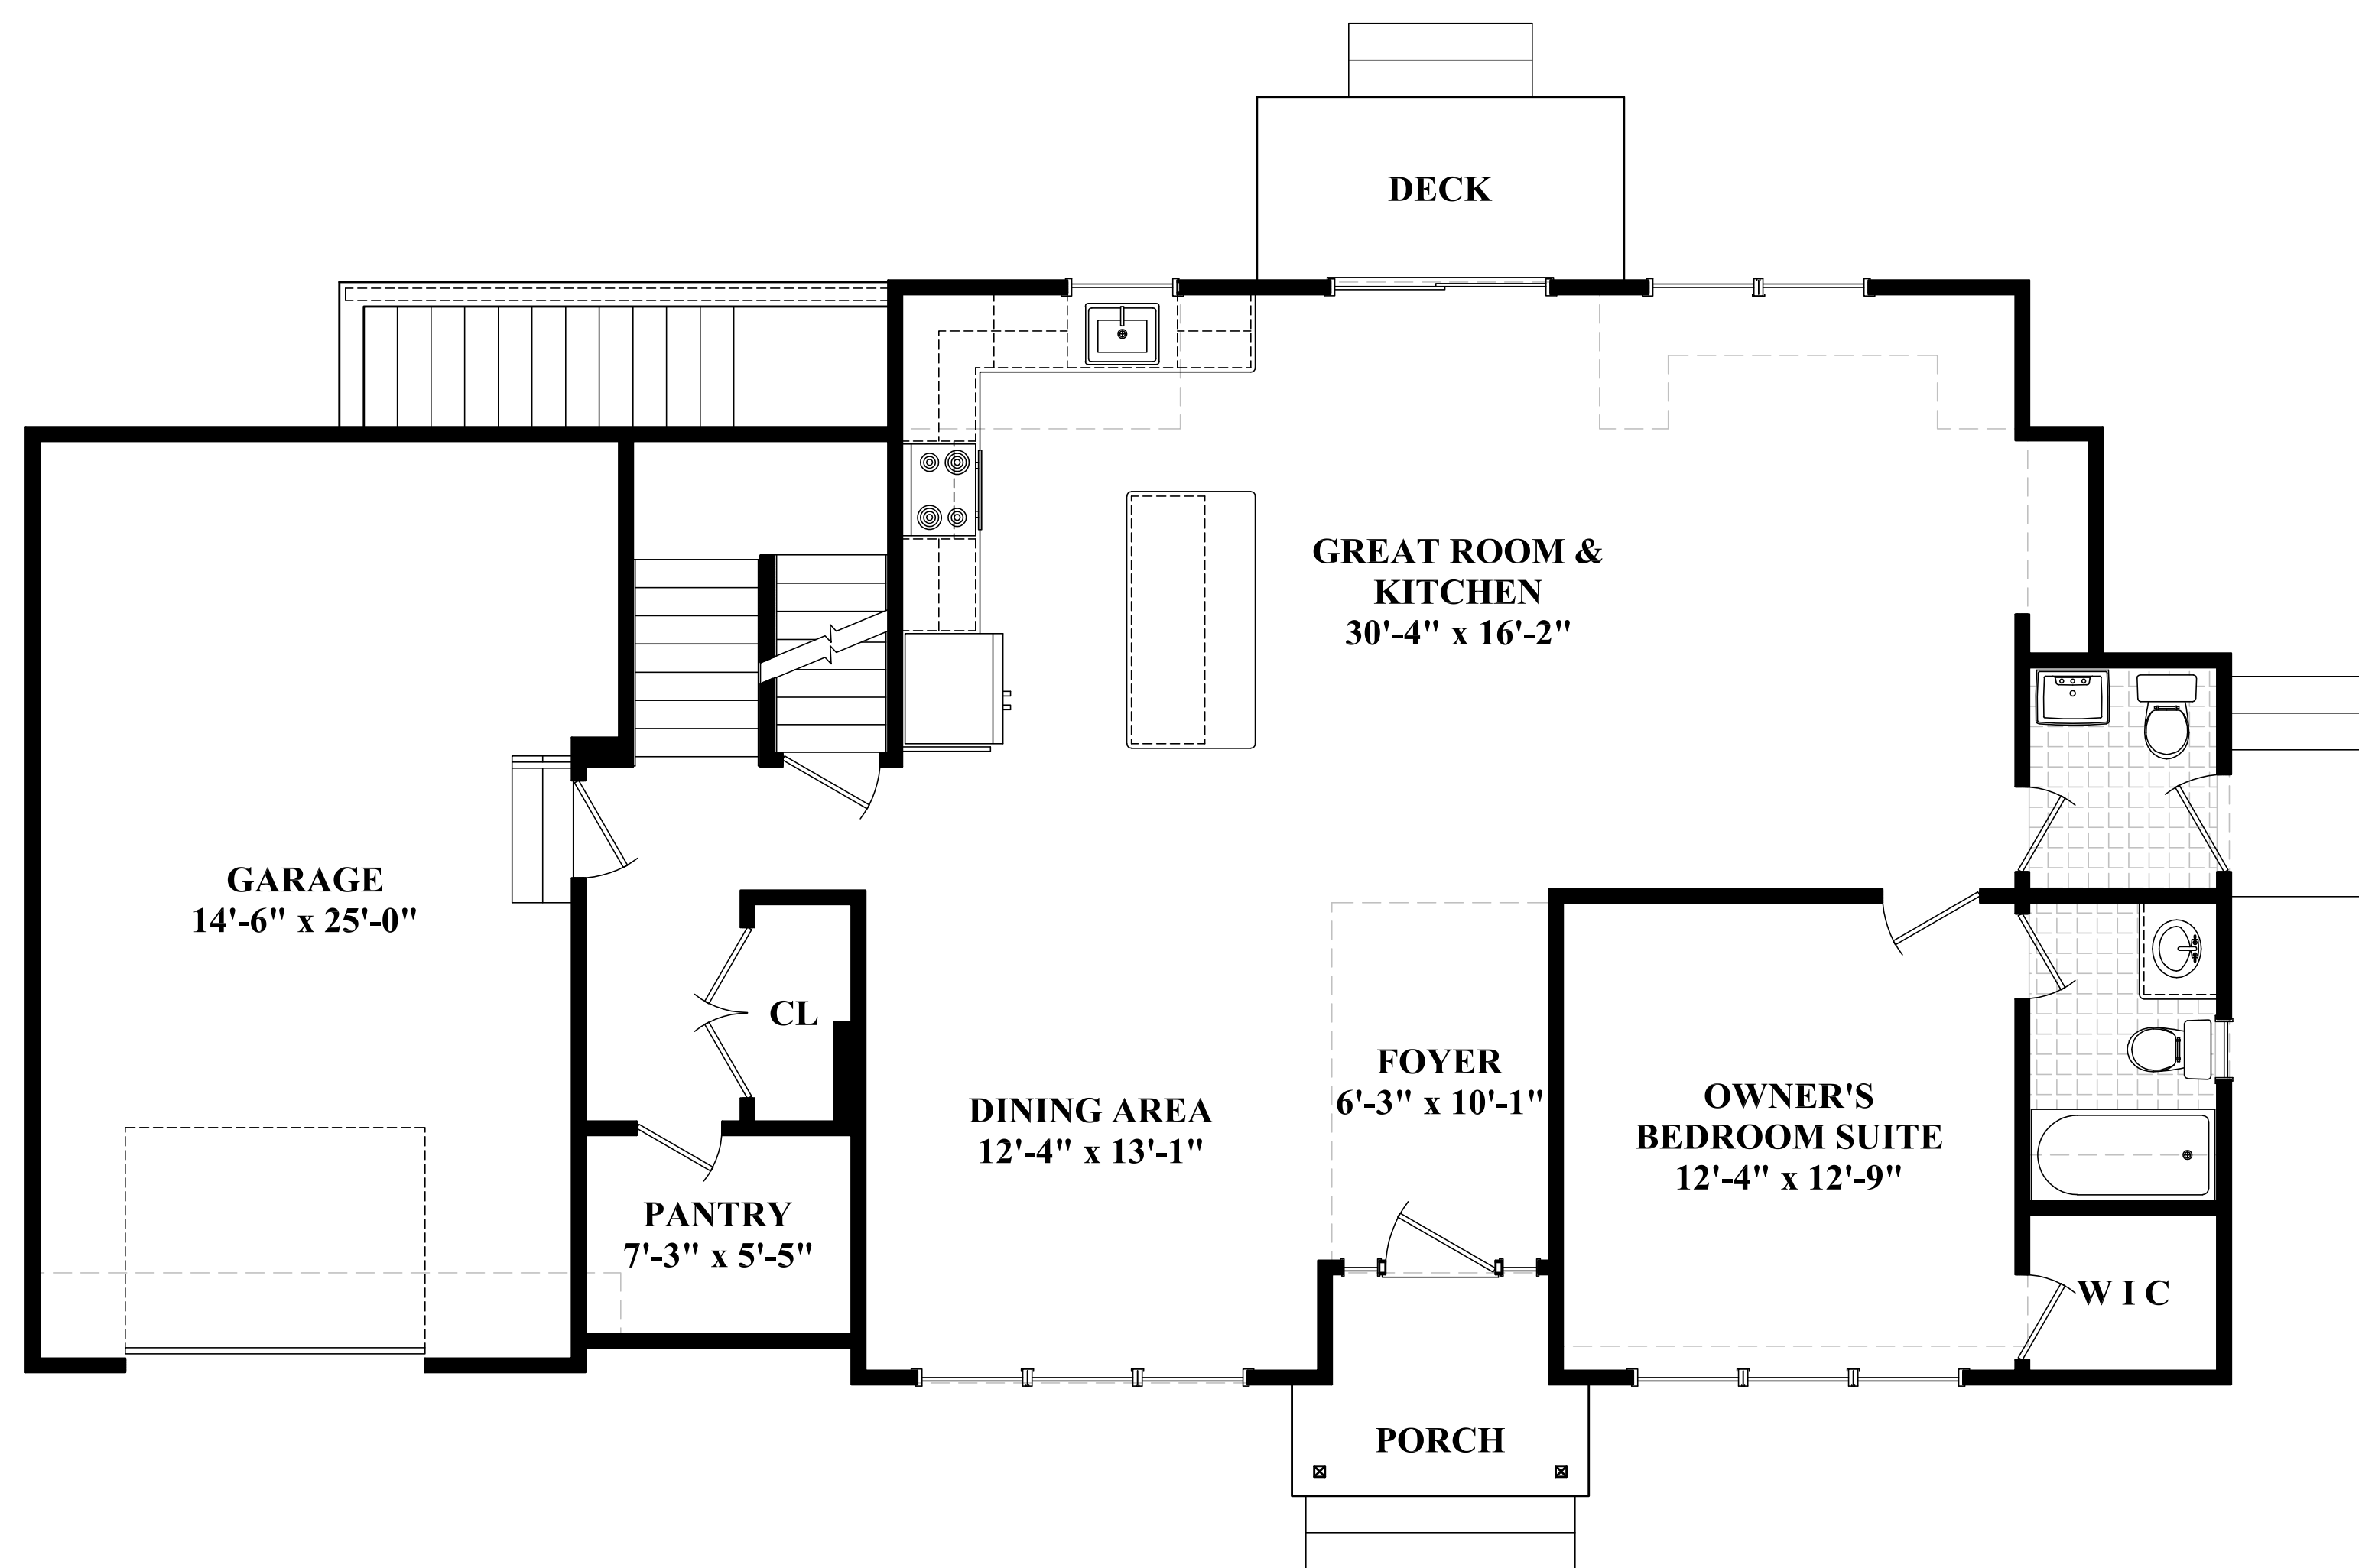 DECK
GREAT ROOM &
KITCHEN
30'-4" x 16'-2"
GARAGE
14'-6" x 25'-0"
CL
FOYER
6'-3" x 10'-1"
DINING AREA
12'-4" x 13'-1"
OWNER'S
BEDROOM SUITE
12'-4" x 12'-9"
PANTRY
7'-3" x 5'-5"
W I C
PORCH